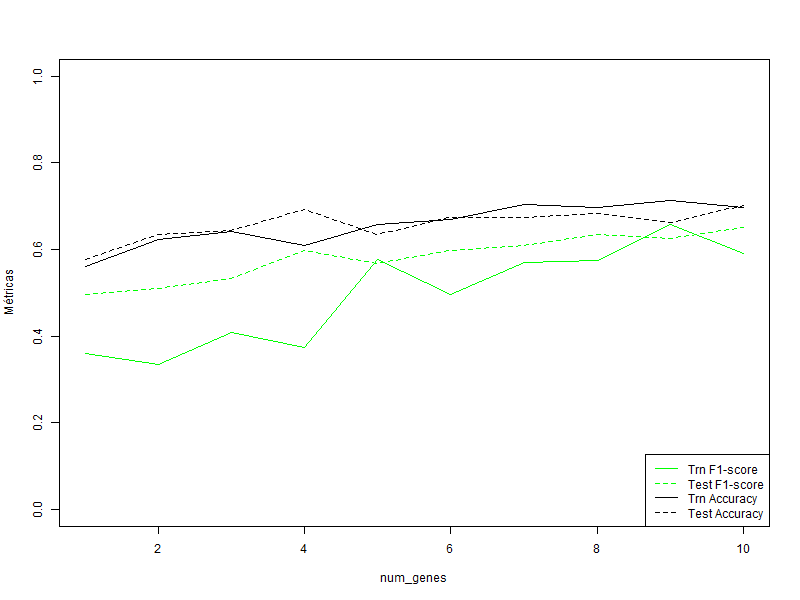 Métricas
1.0
0.8
0.6
0.4
0.2
0.0
2
4
6
8
10
num_genes
Trn F1-score
Test F1-score
Trn Accuracy
Test Accuracy